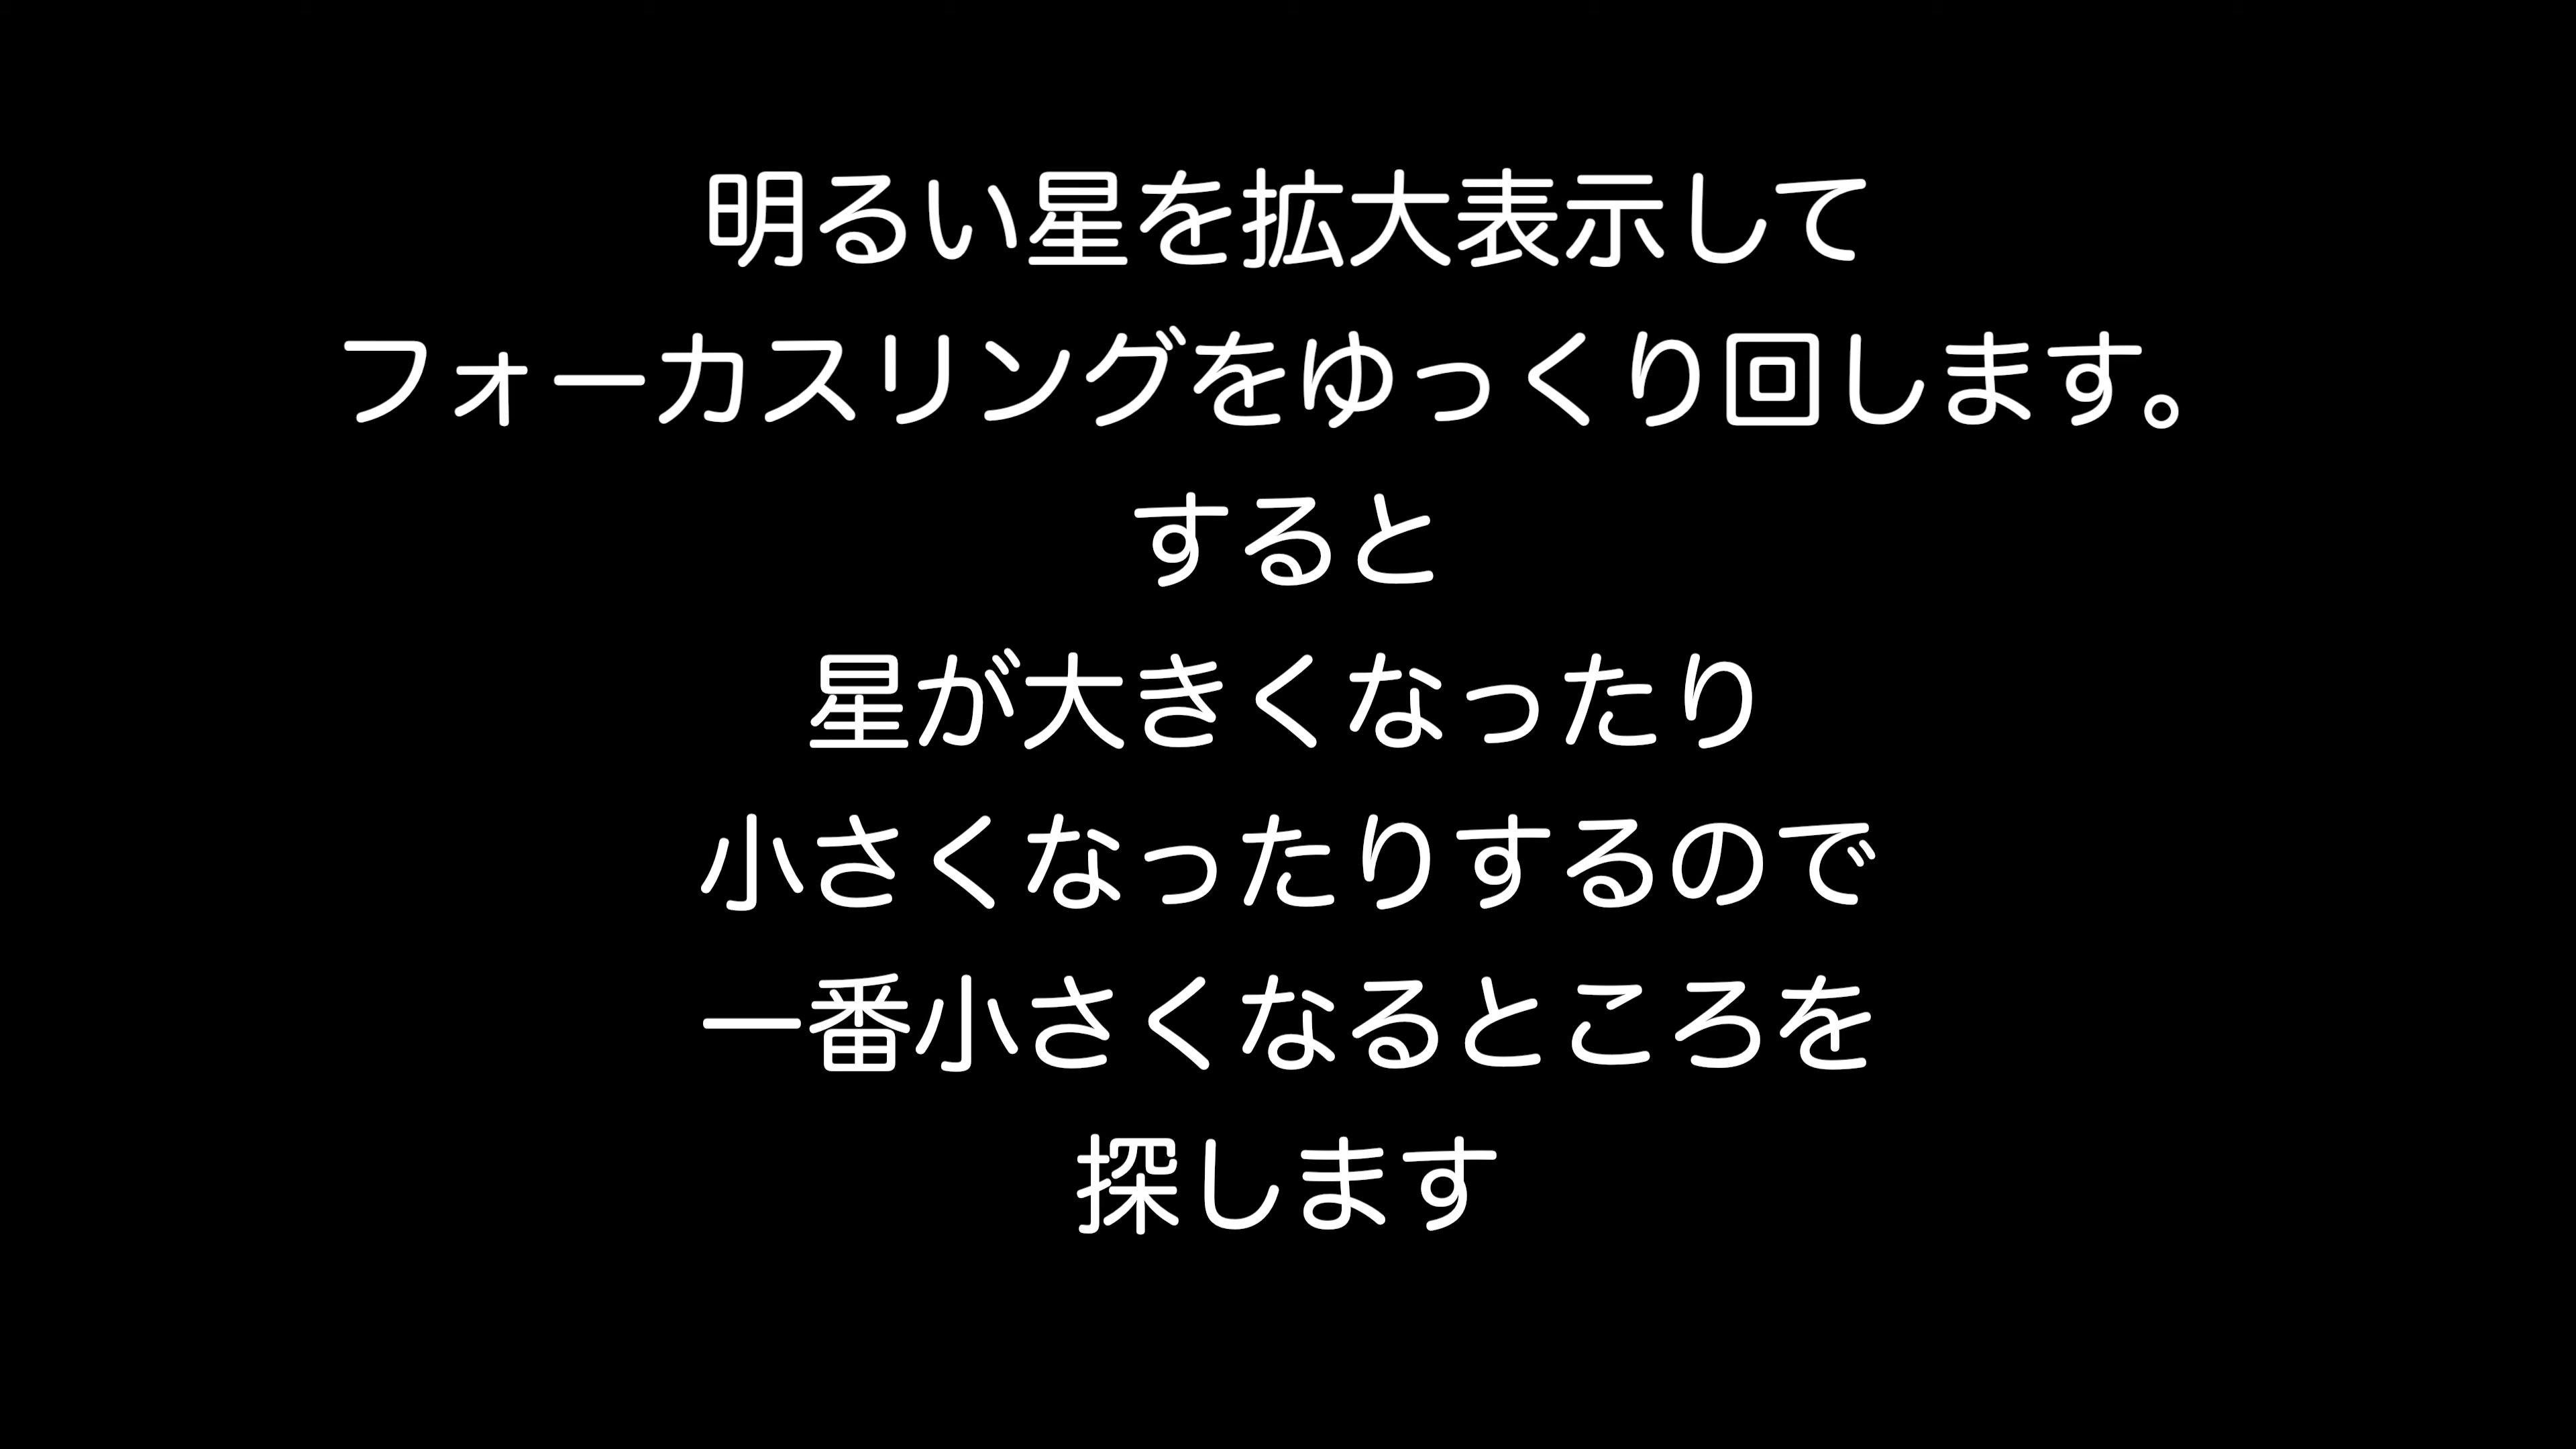 明るい星を拡大表示して
フォーカスリングをゆっくり回します。
すると
星が大きくなったり
小さくなったりするので
一番小さくなるところを
探します